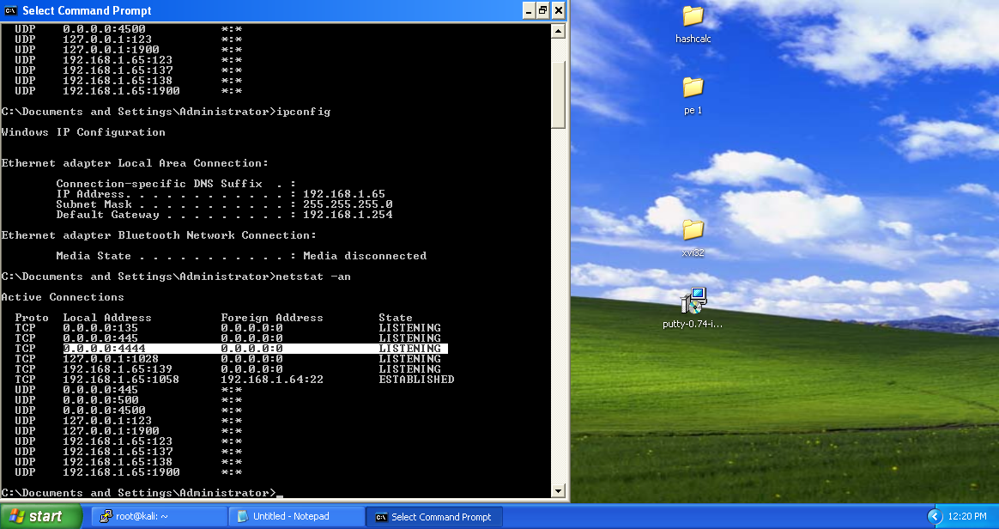 Select Command Prompt
UDP 0.0.0.0:4500 *:*
UDP 127.0.0.1:123 *:*
UDP 127.0.0.1:1900 *:*
UDP 192.168.1.65:123 *:*
UDP 192.168.1.65:137 *:*
UDP 192.168.1.65:138 *:*
UDP 192.168.1.65:1900 *:*
C:\Documents and Settings\Administrator>ipconfig
Windows IP Configuration
Ethernet adapter Local Area Connection:
Connection-specific DNS Suffix . :
IP Address. . . . . . . . . . . . : 192.168.1.65
Subnet Mask . . . . . . . . . . . : 255.255.255.0
Default Gateway . . . . . . . . . : 192.168.1.254
Ethernet adapter Bluetooth Network Connection:
Media State . . . . . . . . . . . : Media disconnected
C:\Documents and Settings\Administrator>netstat -an
Active Connections
Proto Local Address Foreign Address State
TCP 0.0.0.0:135 0.0.0.0:0 LISTENING
TCP 0.0.0.0:445 0.0.0.0:0 LISTENING
TCP 0.0.0.0:4444 0.0.0.0:0 LISTENING
TCP 127.0.0.1:1028 0.0.0.0:0 LISTENING
TCP 192.168.1.65:139 0.0.0.0:0 LISTENING
TCP 192.168.1.65:1058 192.168.1.64:22 ESTABLISHED
UDP 0.0.0.0:445 *:*
UDP 0.0.0.0:500 *:*
UDP 0.0.0.0:4500 *:*
UDP 127.0.0.1:123 *:*
UDP 127.0.0.1:1900 *:*
UDP 192.168.1.65:123 *:*
UDP 192.168.1.65:137 *:*
UDP 192.168.1.65:138 *:*
UDP 192.168.1.65:1900 *:*
C:\Documents and Settings\Administrator>_
hashcalc
pe 1
xvi32
putty-0.74-i...
start
root@kali: ~
Untitled - Notepad
Select Command Prompt
12:20 PM